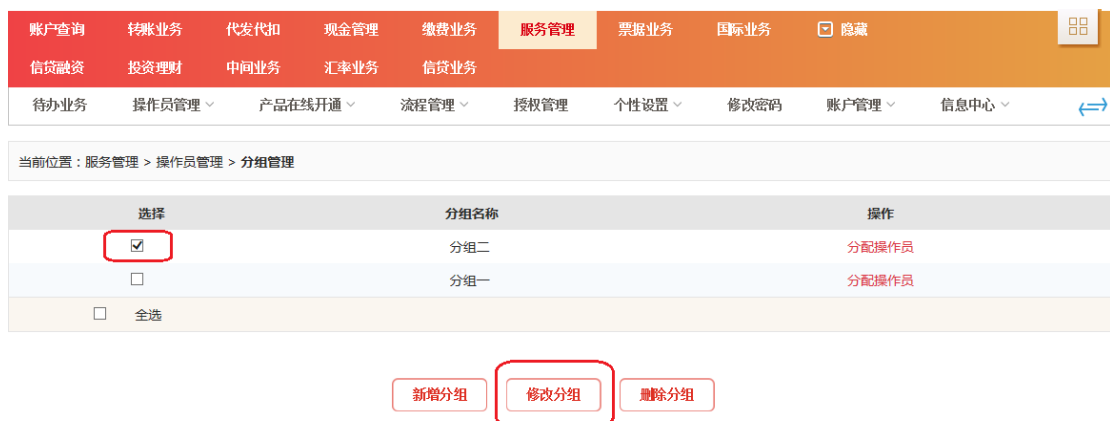 账户查询 转账业务 代发代扣 现金管理 缴费业务 服务管理 票据业务 国际业务 隐藏
信贷融资 投资理财 中间业务 汇率业务 信贷业务
待办业务 操作员管理 产品在线开通 流程管理 授权管理 个性设置 修改密码 账户管理 信息中心
当前位置：服务管理 > 操作员管理 > 分组管理
选择 分组名称 操作
分组二 分配操作员
分组一 分配操作员
全选
新增分组 修改分组 删除分组